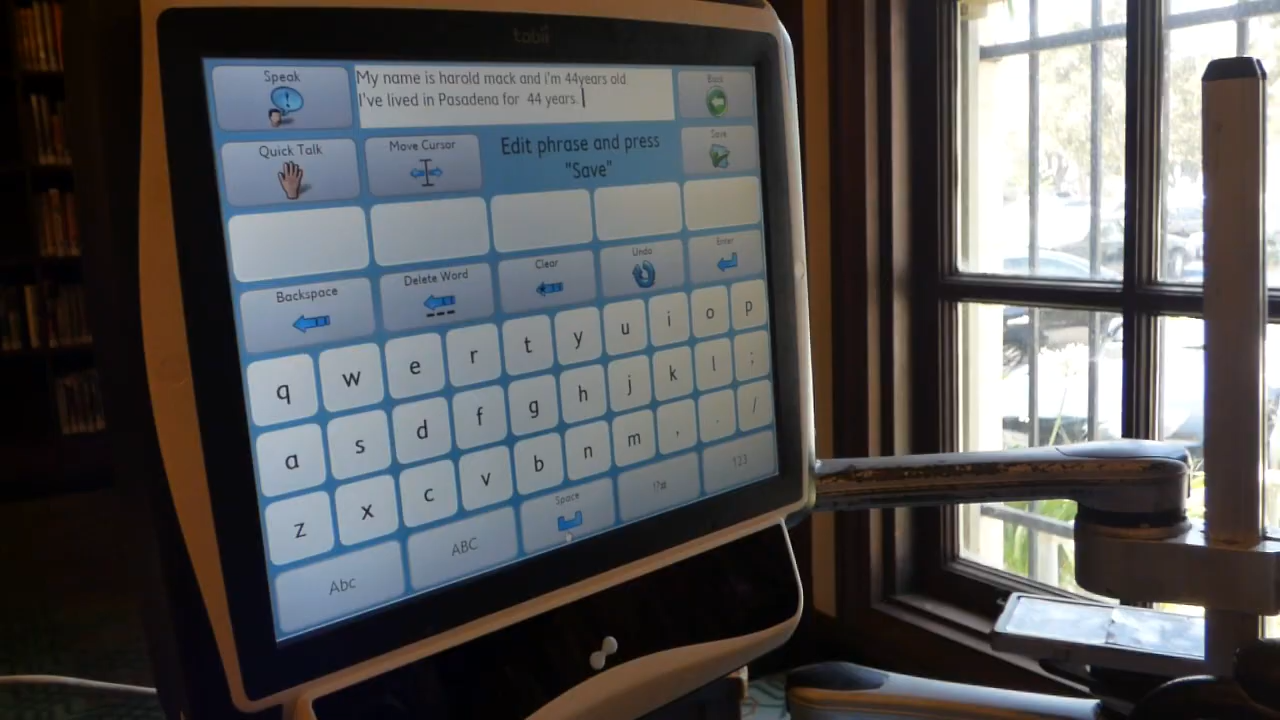 tobii
Speak
My name is harold mack and i'm 44years old
I've lived in Pasadena for 44 years.
Back
Quick Talk
Move Cursor
Edit phrase and press
"Save"
Save
Backspace
Delete Word
Clear
Undo
Enter
q w e r t y u i o p
a s d f g h j k l ;
z x c v b n m , . /
Abc
ABC
Space
!?#
123